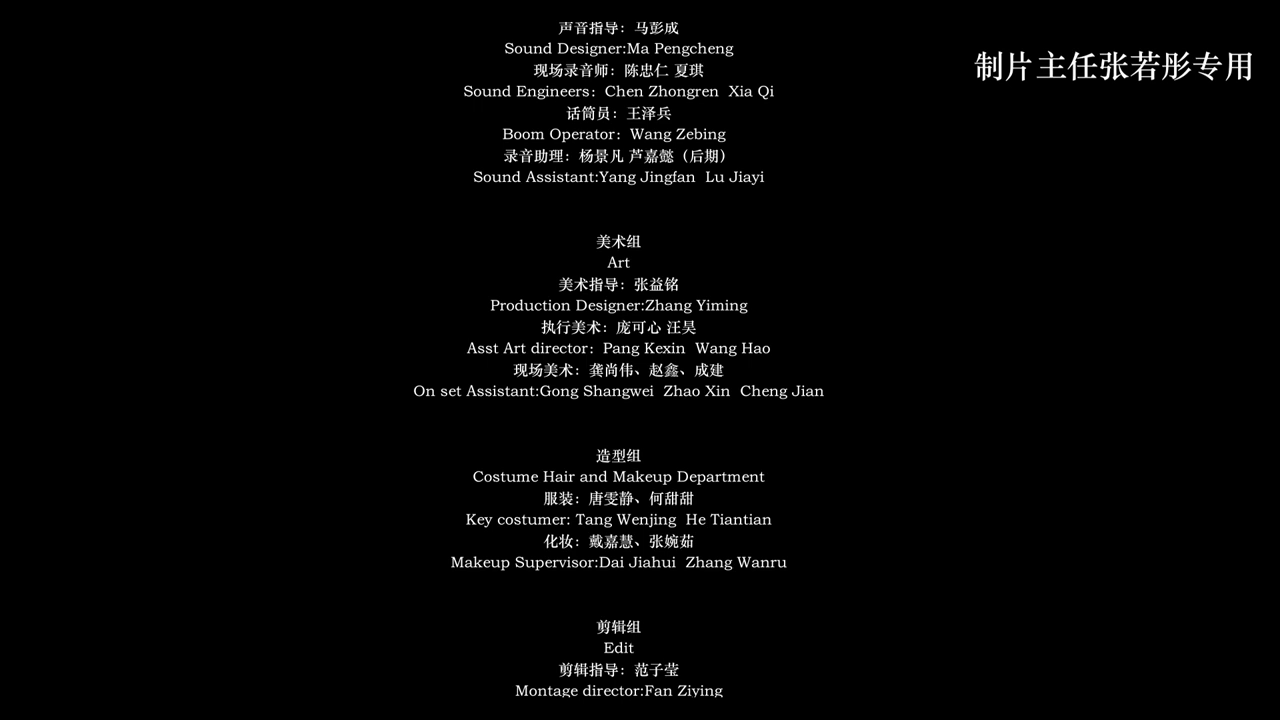 声音指导：马彭成
Sound Designer:Ma Pengcheng
现场录音师：陈忠仁 夏琪
Sound Engineers：Chen Zhongren  Xia Qi
话筒员：王泽兵
Boom Operator：Wang Zebing
录音助理：杨景凡 芦嘉懿（后期）
Sound Assistant:Yang Jingfan  Lu Jiayi
制片主任张若彤专用
美术组
Art
美术指导：张益铭
Production Designer:Zhang Yiming
执行美术：庞可心 汪昊
Asst Art director：Pang Kexin  Wang Hao
现场美术：龚尚伟、赵鑫、成建
On set Assistant:Gong Shangwei  Zhao Xin  Cheng Jian
造型组
Costume Hair and Makeup Department
服装：唐雯静、何甜甜
Key costumer: Tang Wenjing  He Tiantian
化妆：戴嘉慧、张婉茹
Makeup Supervisor:Dai Jiahui  Zhang Wanru
剪辑组
Edit
剪辑指导：范子莹
Montage director:Fan Ziying